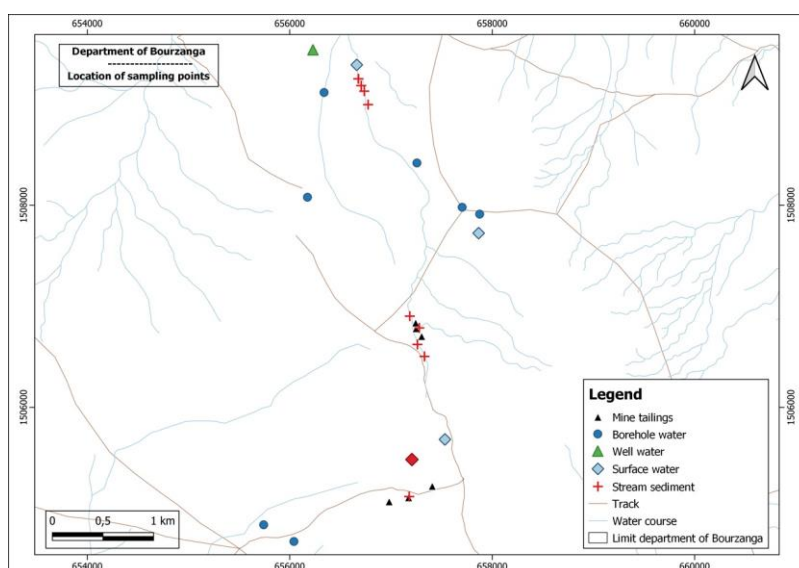 654000 656000 658000 660000
Department of Bourzanga
Location of sampling points
1508000 1508000
1506000 1506000
Legend
Mine tailings
Borehole water
Well water
Surface water
Stream sediment
Track
Water course
Limit department of Bourzanga
0 0,5 1 km
654000 656000 658000 660000